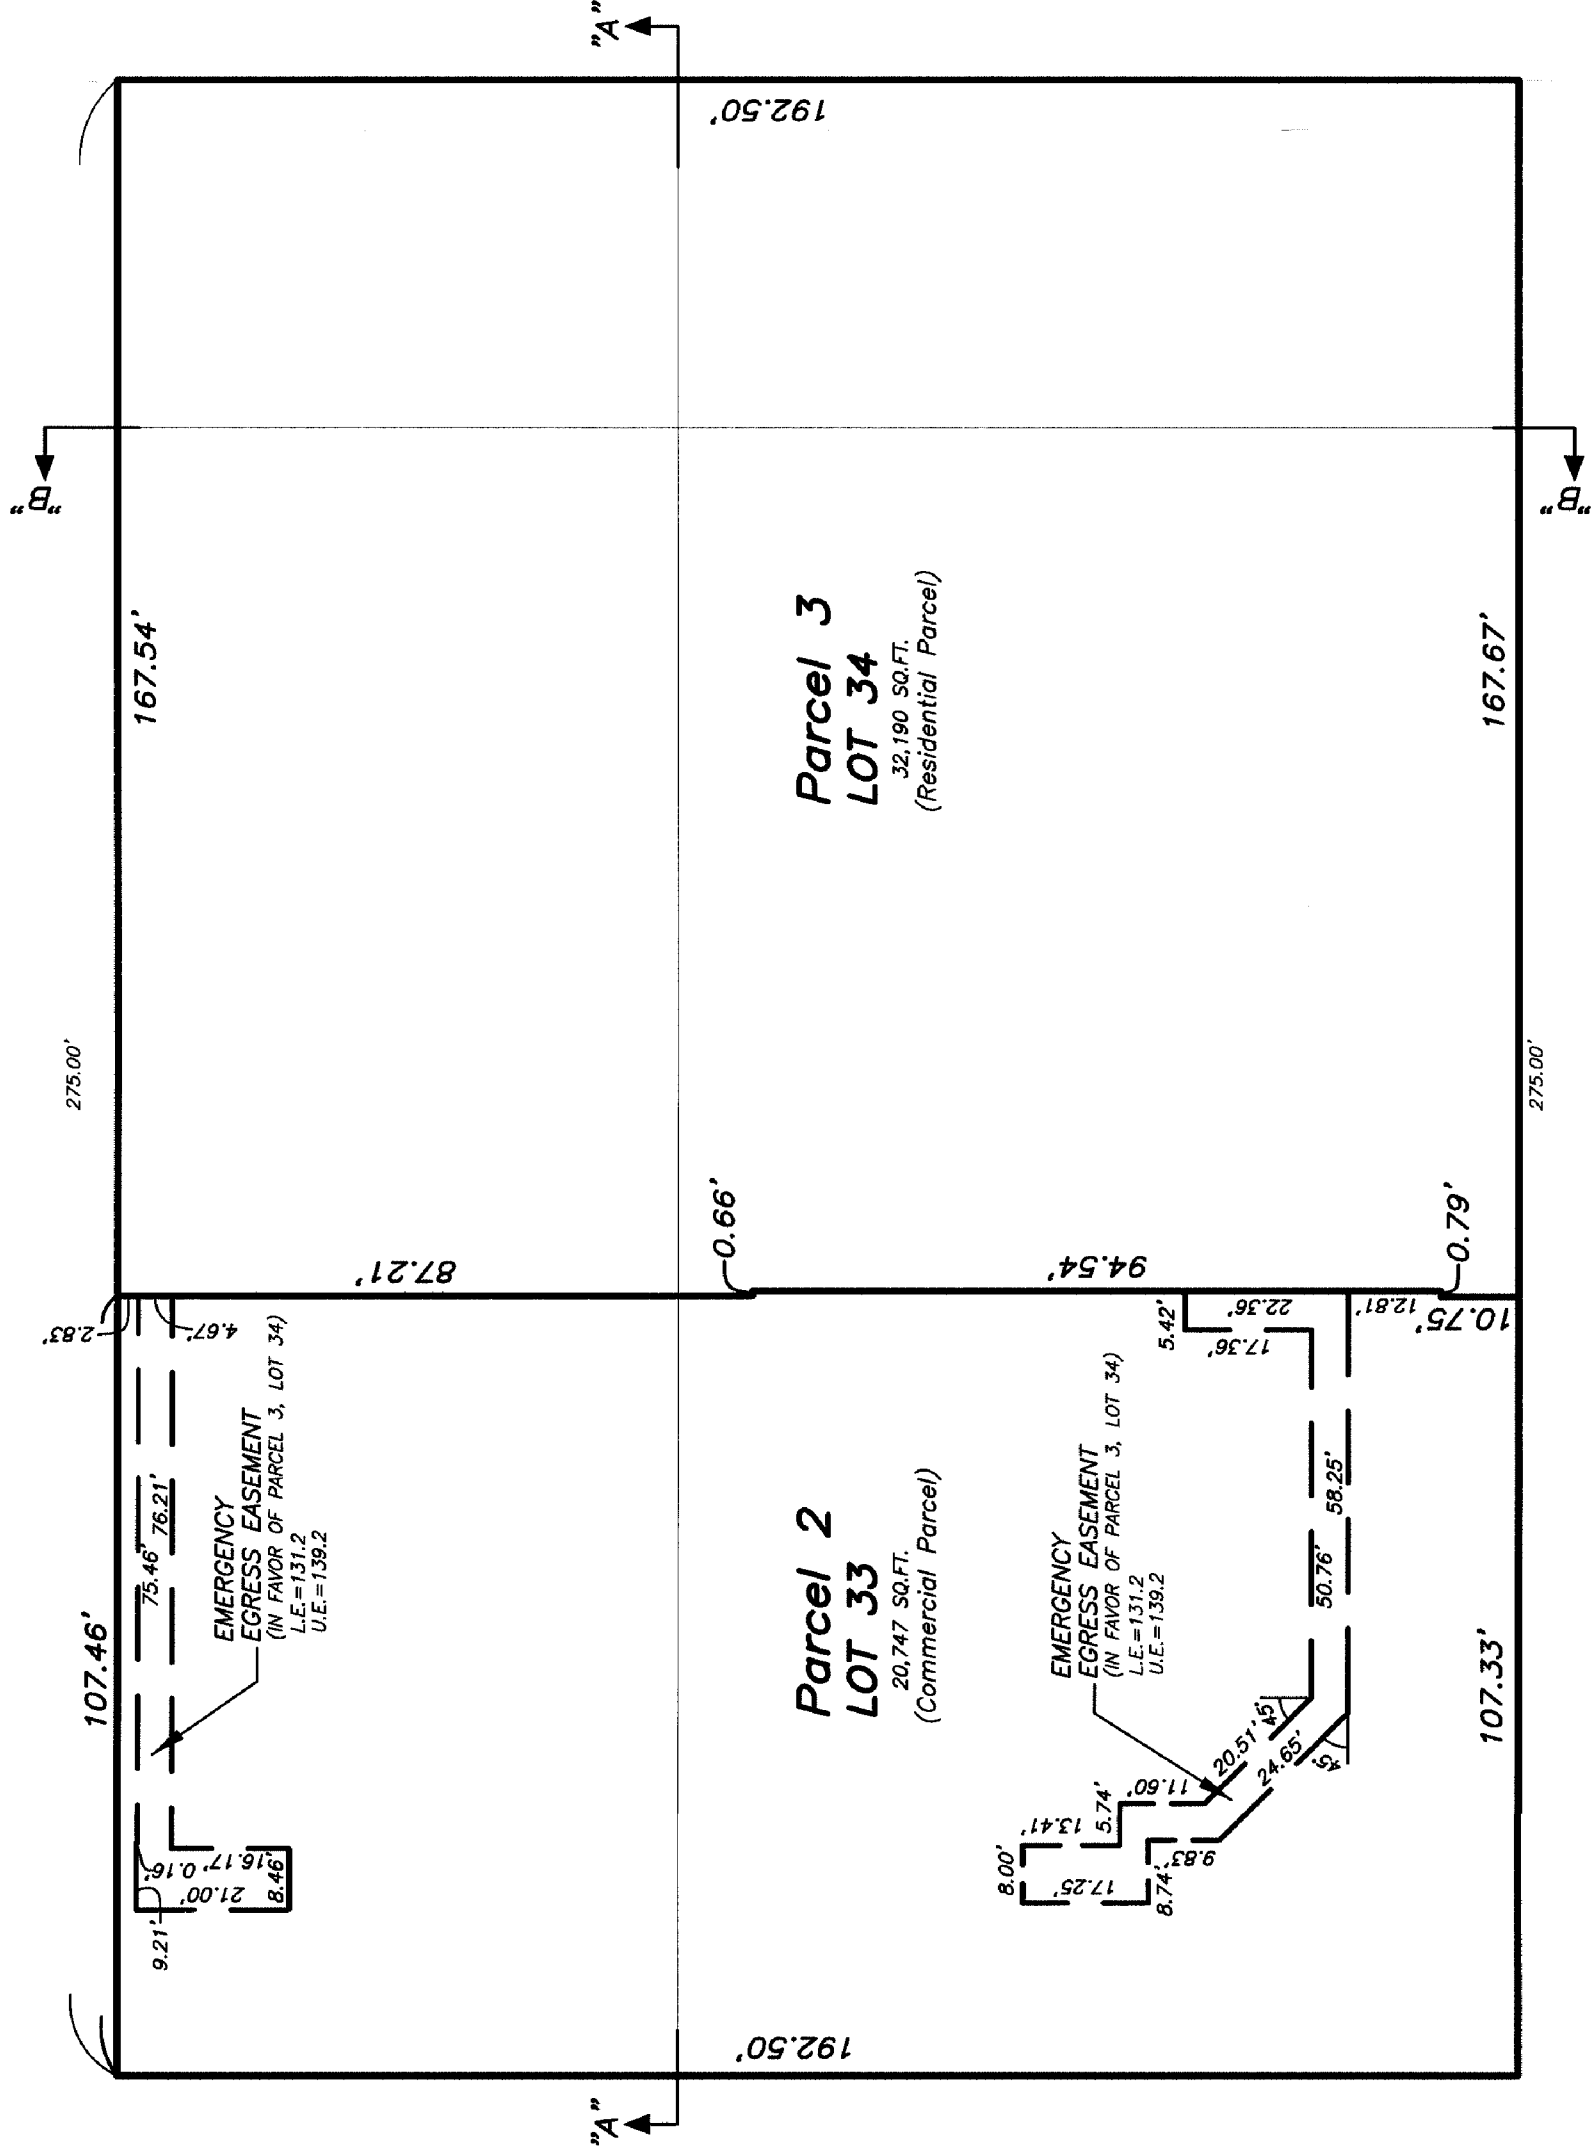 "A"
"B"
192.50'
275.00'
167.54'
Parcel 3
LOT 34
32,190 SQ.FT.
(Residential Parcel)
167.67'
275.00'
"B"
87.21'
0.66'
94.54'
0.79'
2.83'
4.67'
5.42'
22.36'
17.36'
12.81'
10.75'
107.46'
75.46'
76.21'
EMERGENCY
EGRESS EASEMENT
(IN FAVOR OF PARCEL 3, LOT 34)
L.E.=131.2
U.E.=139.2
Parcel 2
LOT 33
20,747 SQ.FT.
(Commercial Parcel)
EMERGENCY
EGRESS EASEMENT
(IN FAVOR OF PARCEL 3, LOT 34)
L.E.=131.2
U.E.=139.2
50.76'
58.25'
107.33'
9.21'
0.16'
16.17'
21.00'
8.46'
8.00'
13.41'
17.25'
5.74'
8.74'
11.60'
9.83'
20.51'
24.65'
45°
45°
192.50'
"A"